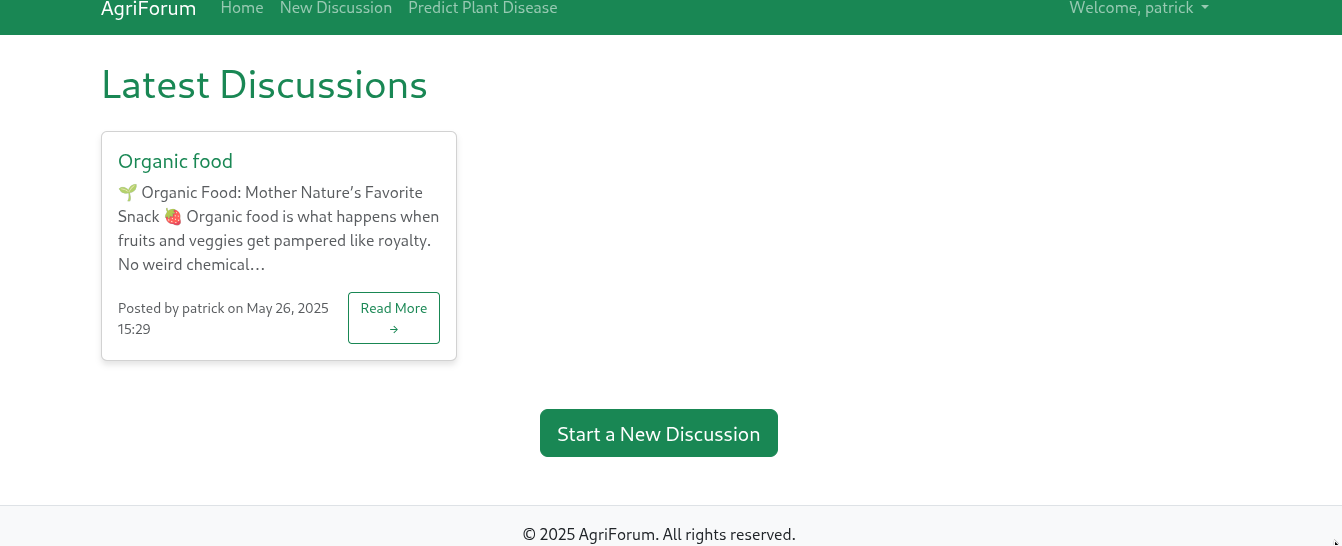 AgriForum Home New Discussion Predict Plant Disease Welcome, patrick
Latest Discussions
Organic food
🌱 Organic Food: Mother Nature’s Favorite
Snack 🍓 Organic food is what happens when
fruits and veggies get pampered like royalty.
No weird chemical…
Posted by patrick on May 26, 2025
15:29
Read More
→
Start a New Discussion
© 2025 AgriForum. All rights reserved.